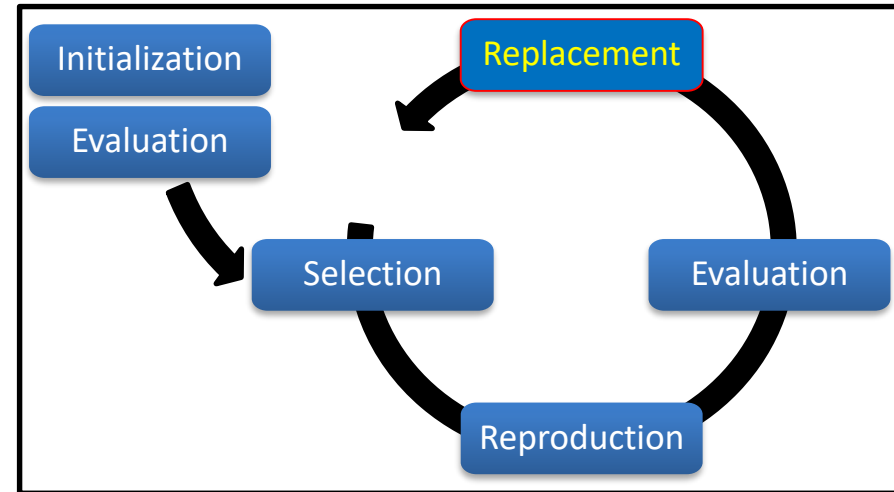 Initialization
Replacement
Evaluation
Selection
Evaluation
Reproduction